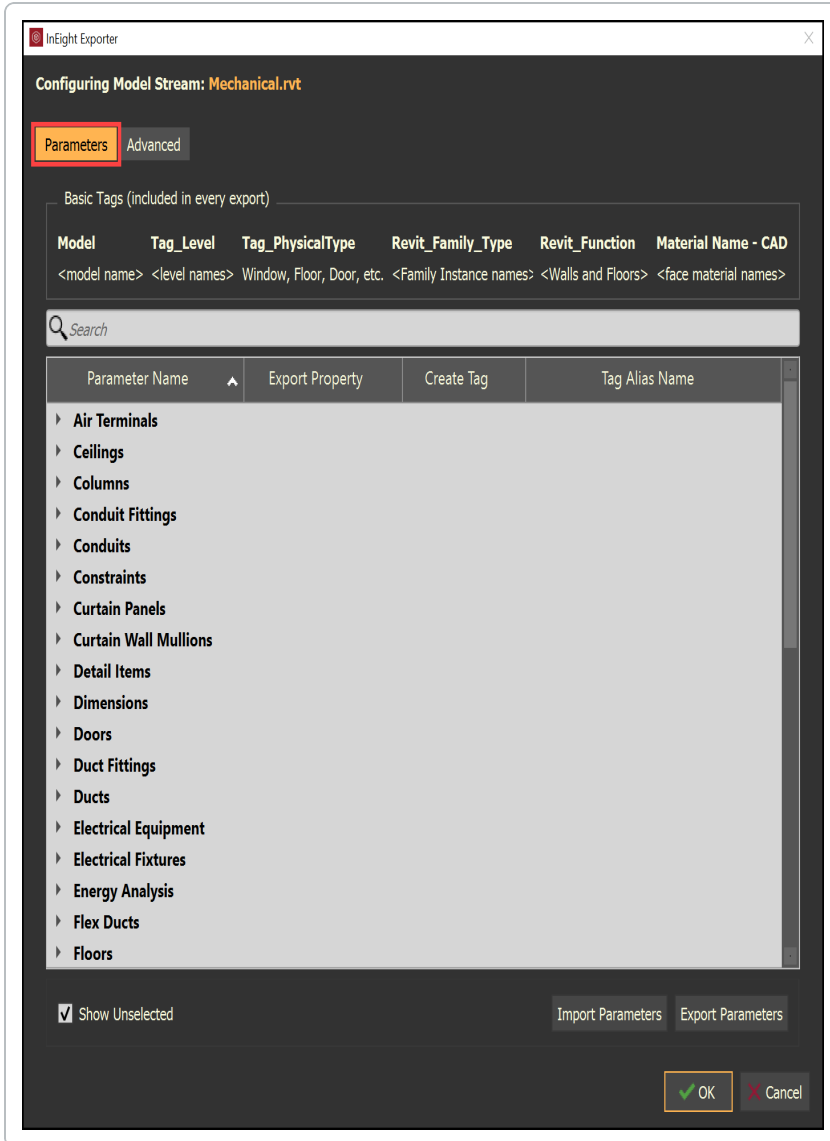 InEight Exporter
X
Configuring Model Stream: Mechanical.rvt
Parameters Advanced
Basic Tags (included in every export)
Model Tag_Level Tag_PhysicalType Revit_Family_Type Revit_Function Material Name - CAD
<model name> <level names> Window, Floor, Door, etc. <Family Instance names> <Walls and Floors> <face material names>
Search
Parameter Name Export Property Create Tag Tag Alias Name
Air Terminals
Ceilings
Columns
Conduit Fittings
Conduits
Constraints
Curtain Panels
Curtain Wall Mullions
Detail Items
Dimensions
Doors
Duct Fittings
Ducts
Electrical Equipment
Electrical Fixtures
Energy Analysis
Flex Ducts
Floors
Show Unselected Import Parameters Export Parameters
OK Cancel